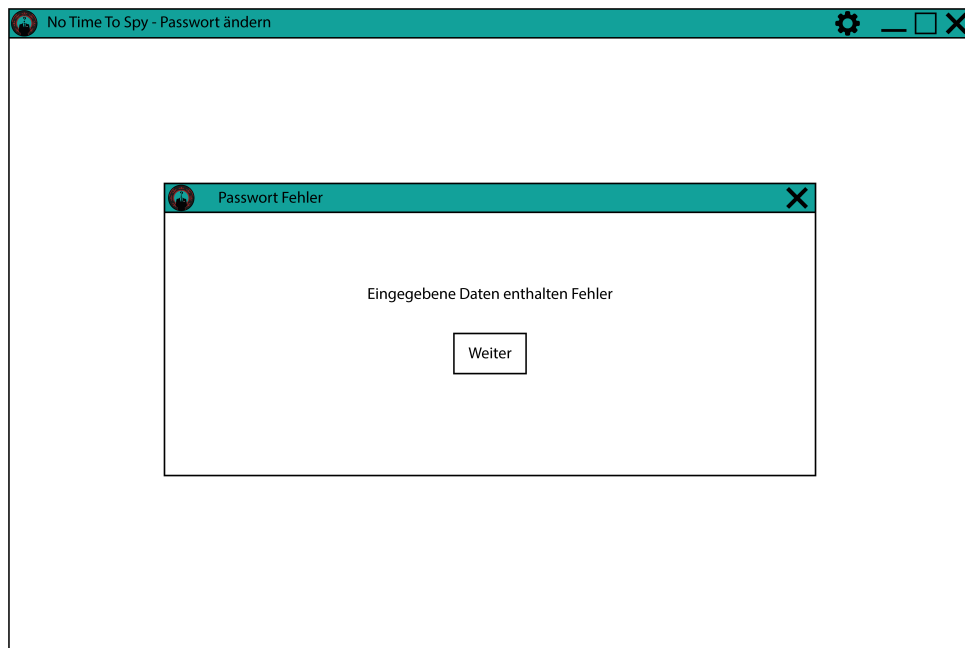 No Time To Spy - Passwort ändern
Passwort Fehler
Eingegebene Daten enthalten Fehler
Weiter